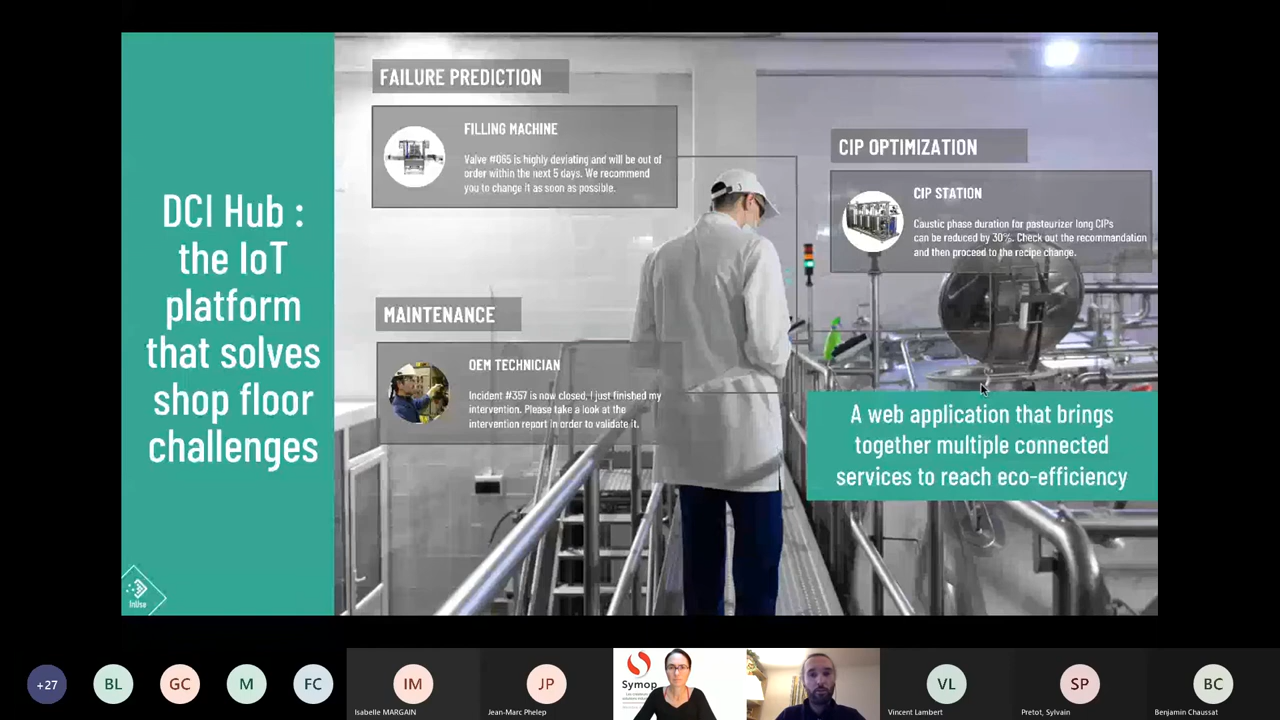 DCI Hub :
the IoT
platform
that solves
shop floor
challenges
InUse
FAILURE PREDICTION
FILLING MACHINE
Valve #065 is highly deviating and will be out of
order within the next 5 days. We recommend
you to change it as soon as possible.
CIP OPTIMIZATION
CIP STATION
Caustic phase duration for pasteurizer long CIPs
can be reduced by 30%. Check out the recommandation
and then proceed to the recipe change.
MAINTENANCE
OEM TECHNICIAN
Incident #357 is now closed, I just finished my
intervention. Please take a look at the
intervention report in order to validate it.
A web application that brings
together multiple connected
services to reach eco-efficiency
+27
BL
GC
M
FC
IM
Isabelle MARGAIN
JP
Jean-Marc Phelep
Symop
VL
Vincent Lambert
SP
Pretot, Sylvain
BC
Benjamin Chaussat